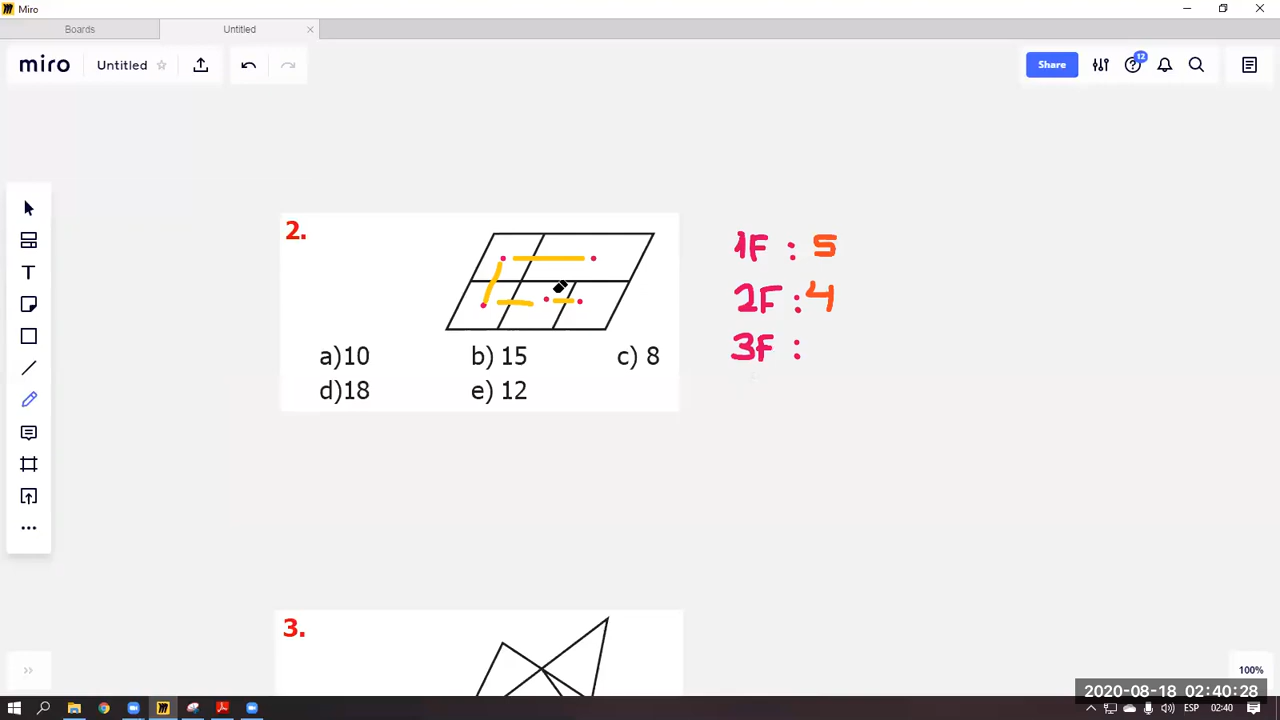 Miro
Boards
Untitled
miro
Untitled
Share
12
2.
a)10
b) 15
c) 8
d)18
e) 12
1F : 5
2F : 4
3F :
3.
100%
2020-08-18 02:40:28
ESP
02:40